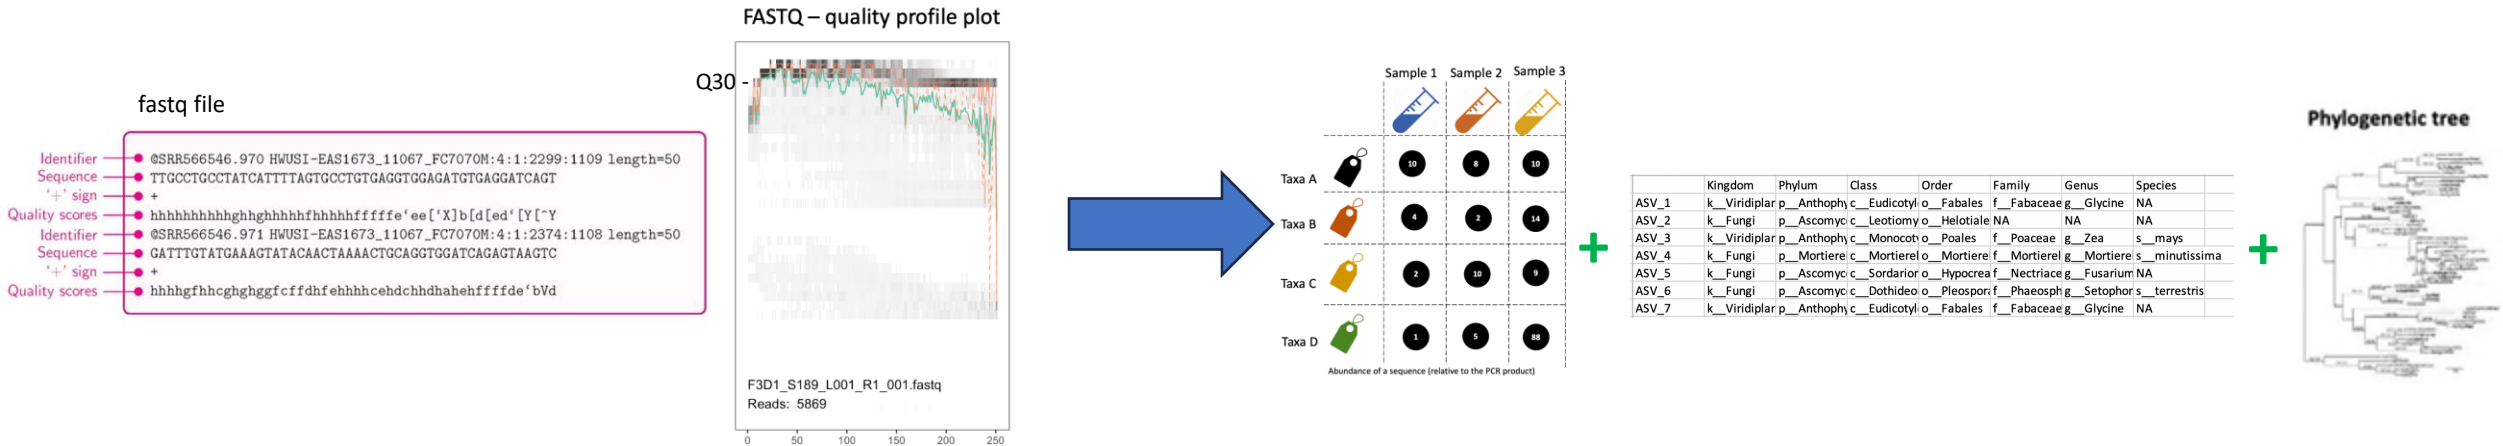 FASTQ – quality profile plot
Q30 -
fastq file
Identifier
@SRR566546.970 HWUSI-EAS1673_11067_FC7070M:4:1:2299:1109 length=50
Sequence
TTGCCTGCCTATCATTTTAGTGCCTGTGAGGTGGAGATGTGAGGATCAGT
'+' sign
+
Quality scores
hhhhhhhhhhghhghhhhhfhhhhhfffffe`ee[`X]b[d[ed`[Y[^Y
Identifier
@SRR566546.971 HWUSI-EAS1673_11067_FC7070M:4:1:2374:1108 length=50
Sequence
GATTTGTATGAAAGTATACAACTAAAACTGCAGGTGGATCAGAGTAAGTC
'+' sign
+
Quality scores
hhhhgfhhcghghggfcffdhfehhhhcehdchhdhahehffffde`bVd
F3D1_S189_L001_R1_001.fastq
Reads: 5869
0 50 100 150 200 250
Sample 1 Sample 2 Sample 3
Taxa A 10 8 10
Taxa B 4 2 14
Taxa C 2 10 9
Taxa D 1 5 88
Abundance of a sequence (relative to the PCR product)
Kingdom Phylum Class Order Family Genus Species
ASV_1 k__Viridiplar p__Anthophy c__Eudicotyl o__Fabales f__Fabaceae g__Glycine NA
ASV_2 k__Fungi p__Ascomyc c__Leotiomy o__Helotiale NA NA NA
ASV_3 k__Viridiplar p__Anthophy c__Monocoty o__Poales f__Poaceae g__Zea s__mays
ASV_4 k__Fungi p__Mortiere c__Mortierel o__Mortiere f__Mortierel g__Mortiere s__minutissima
ASV_5 k__Fungi p__Ascomyc c__Sordarior o__Hypocrea f__Nectriace g__Fusarium NA
ASV_6 k__Fungi p__Ascomyc c__Dothideo o__Pleospora f__Phaeosph g__Setophor s__terrestris
ASV_7 k__Viridiplar p__Anthophy c__Eudicotyl o__Fabales f__Fabaceae g__Glycine NA
Phylogenetic tree